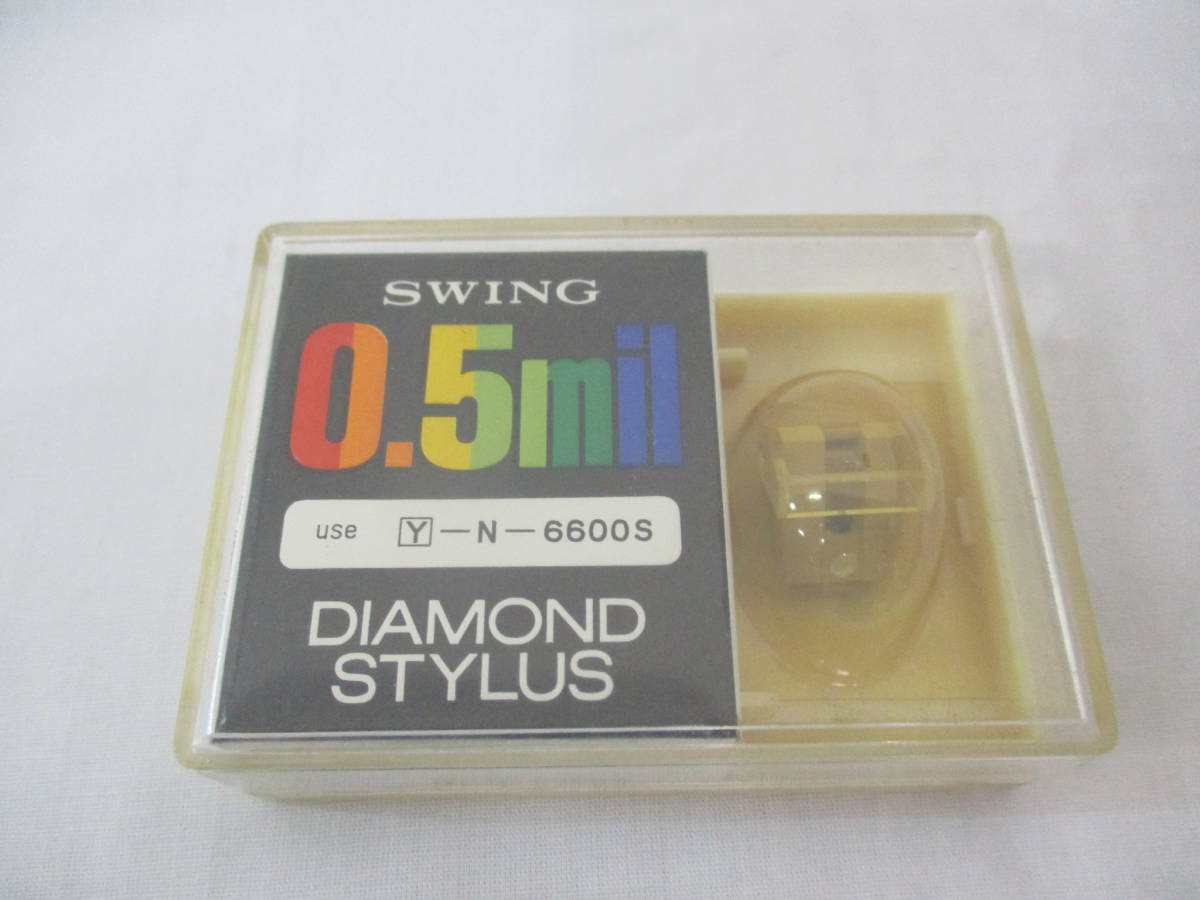 SWING
0.5mil
use Y-N-6600S
DIAMOND
STYLUS